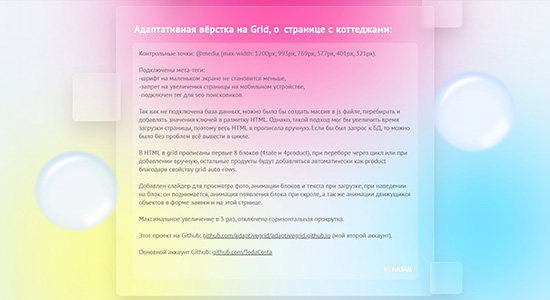 Адаптативная вёрстка на Grid, о странице с коттеджами:
Контрольные точки: @media (max-width: 1200px, 993px, 769px, 577px, 401px, 321px).
Подключены мета-теги:
-шрифт на маленьком экране не становится меньше,
-запрет на увеличения страницы на мобильном устройстве,
-подключен тег для seo поисковиков.
Так как не подключена база данных, можно было бы создать массив в js файле, перебирать и
добавлять значения ключей в разметку HTML. Однако, такой подход мог бы увеличить время
загрузки страницы, поэтому весь HTML я прописала вручную. Если бы был запрос к БД, то можно
было без проблем всё вывести в цикле.
В HTML в grid прописаны первые 8 блоков (4sale и 4product), при переборе через цикл или при
добавлении вручную, остальные продукты будут добавляться автоматически как product
благодаря свойству grid-auto-rows.
Добавлен слайдер для просмотра фото, анимации блоков и текста при загрузке, при наведении
на блок: он поднимается, анимация появления блока при скроле, а так же анимации движущихся
объектов в форме заявки и на этой стрнице.
Максимальное увеличение в 5 раз, отключена горизонтальная прокрутка.
Этот проект на Github: github.com/adaptivegrid/adaptivegrid.github.io (мой второй аккаунт).
Основной аккаунт Github: github.com/TodaCosta
НАЗАД